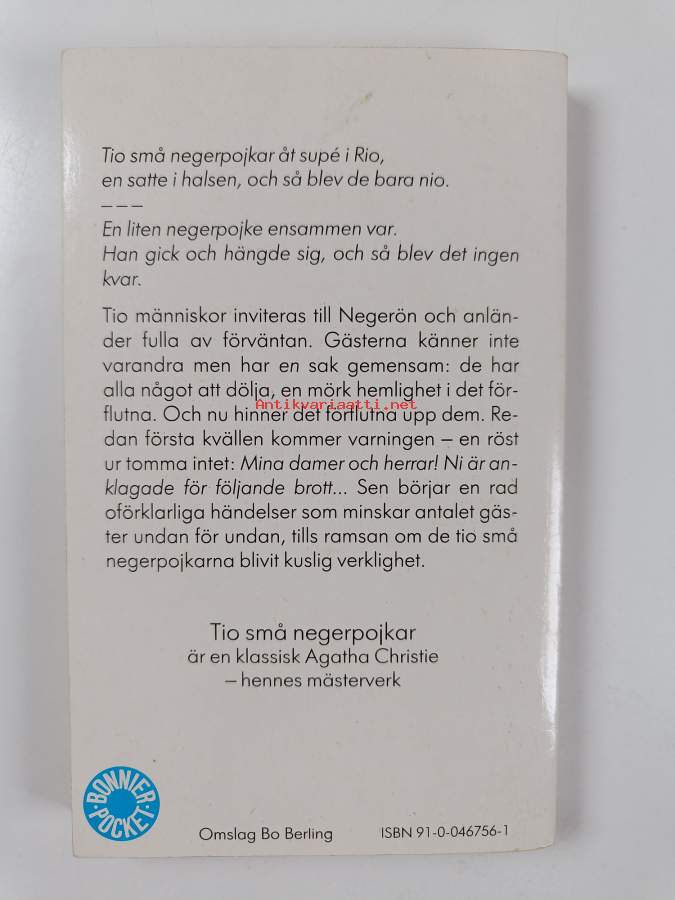 Tio små negerpojkar åt supé i Rio,
en satte i halsen, och så blev de bara nio.
– – –
En liten negerpojke ensammen var.
Han gick och hängde sig, och så blev det ingen
kvar.
Tio människor inviteras till Negerön och anlän-
der fulla av förväntan. Gästerna känner inte
varandra men har en sak gemensam: de har
alla något att dölja, en mörk hemlighet i det för-
flutna. Och nu hinner det förflutna upp dem. Re-
Antikvariaatti.net
dan första kvällen kommer varningen – en röst
ur tomma intet: Mina damer och herrar! Ni är an-
klagade för följande brott... Sen börjar en rad
oförklarliga händelser som minskar antalet gäs-
ter undan för undan, tills ramsan om de tio små
negerpojkarna blivit kuslig verklighet.
Tio små negerpojkar
är en klassisk Agatha Christie
– hennes mästerverk
BONNIER
POCKET
Omslag Bo Berling
ISBN 91-0-046756-1